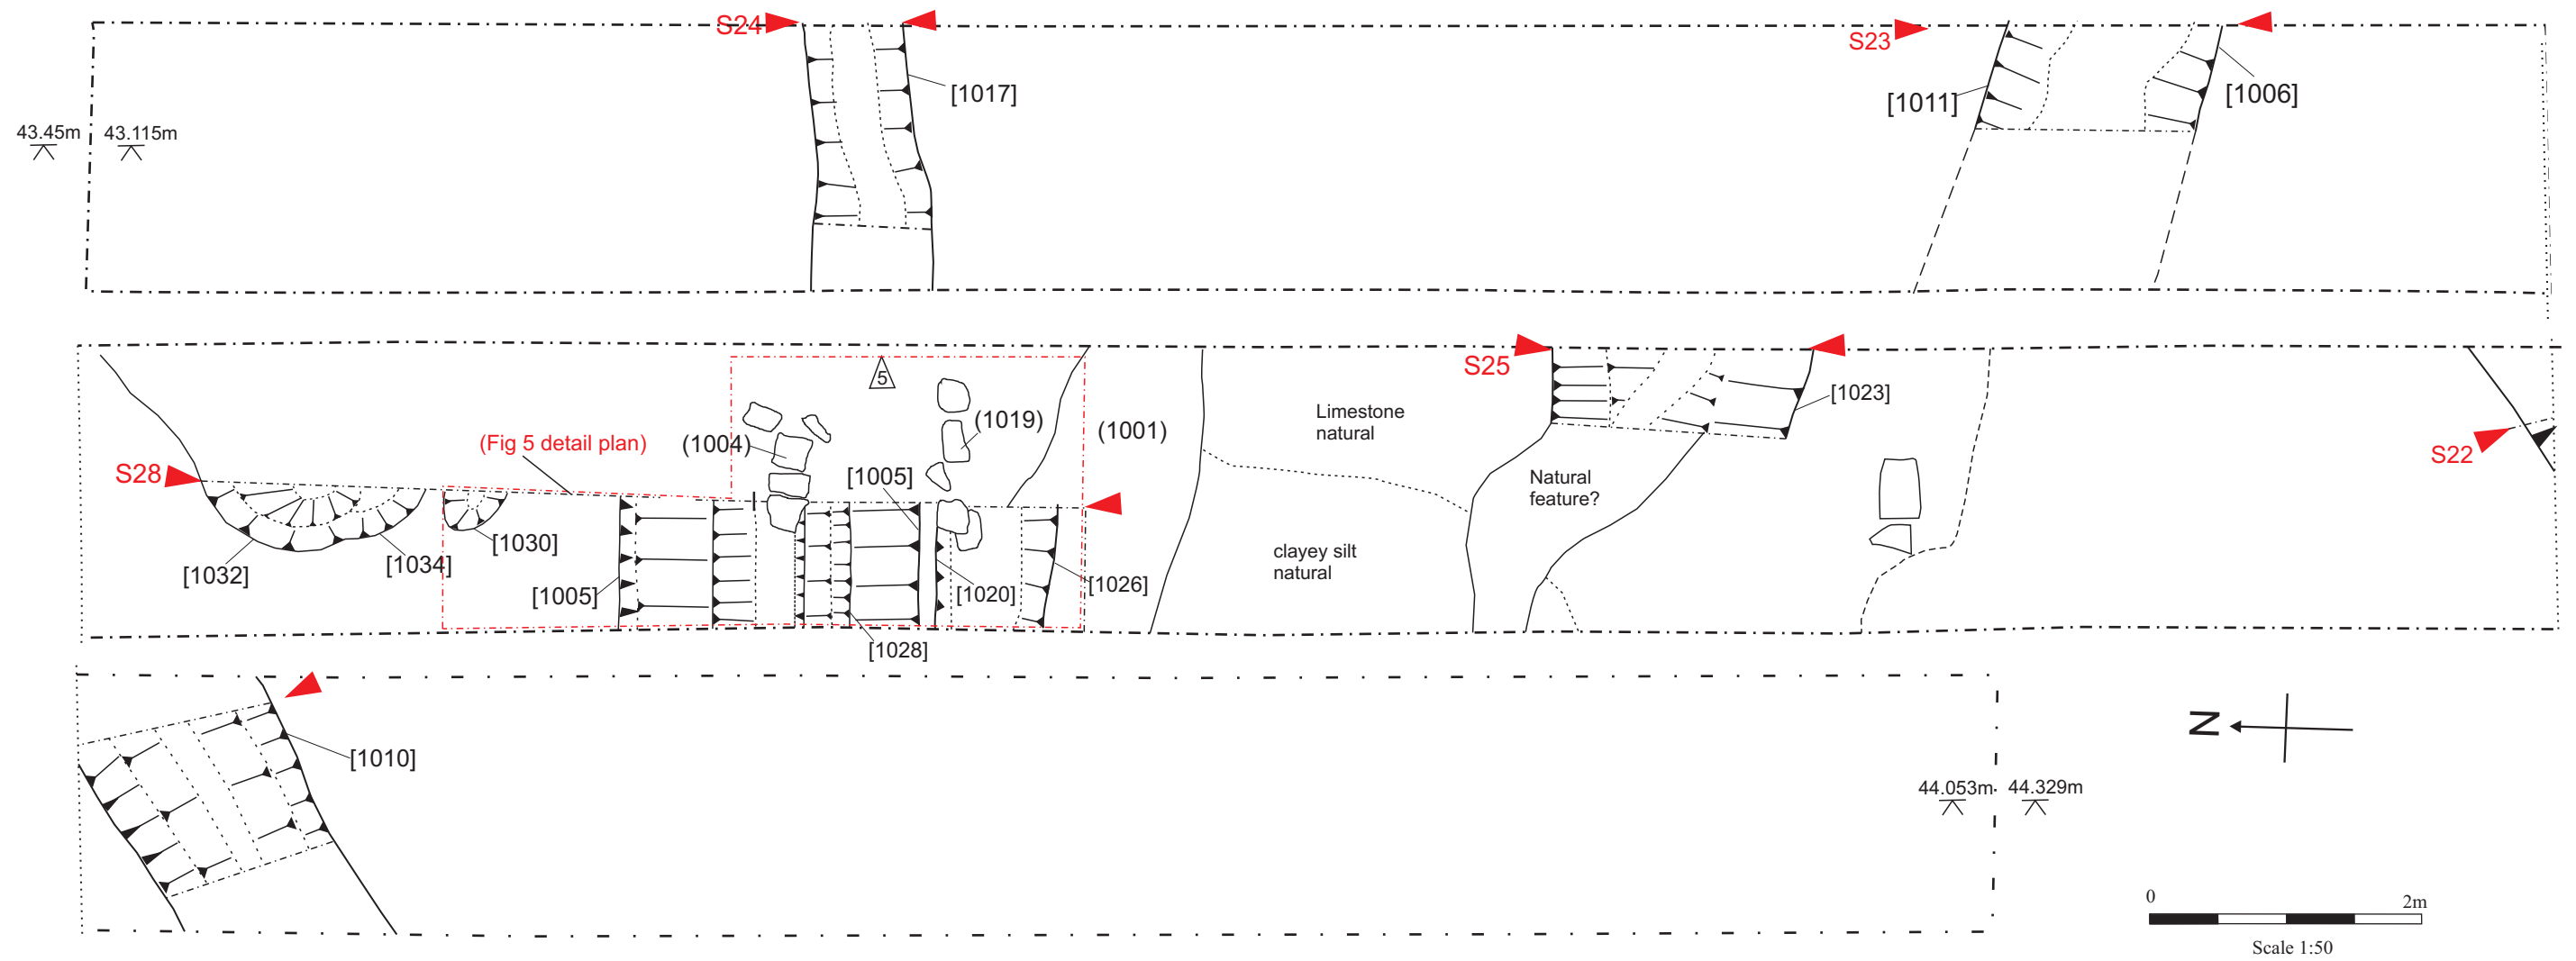 S24
S23
[1017]
[1011]
[1006]
43.45m
43.115m
S25
[1023]
5
(1019)
(1001)
Limestone
natural
(Fig 5 detail plan)
(1004)
S28
[1005]
Natural
feature?
S22
[1030]
[1034]
[1032]
clayey silt
natural
[1005]
[1020]
[1026]
[1028]
N
[1010]
44.053m
44.329m
0
2m
Scale 1:50